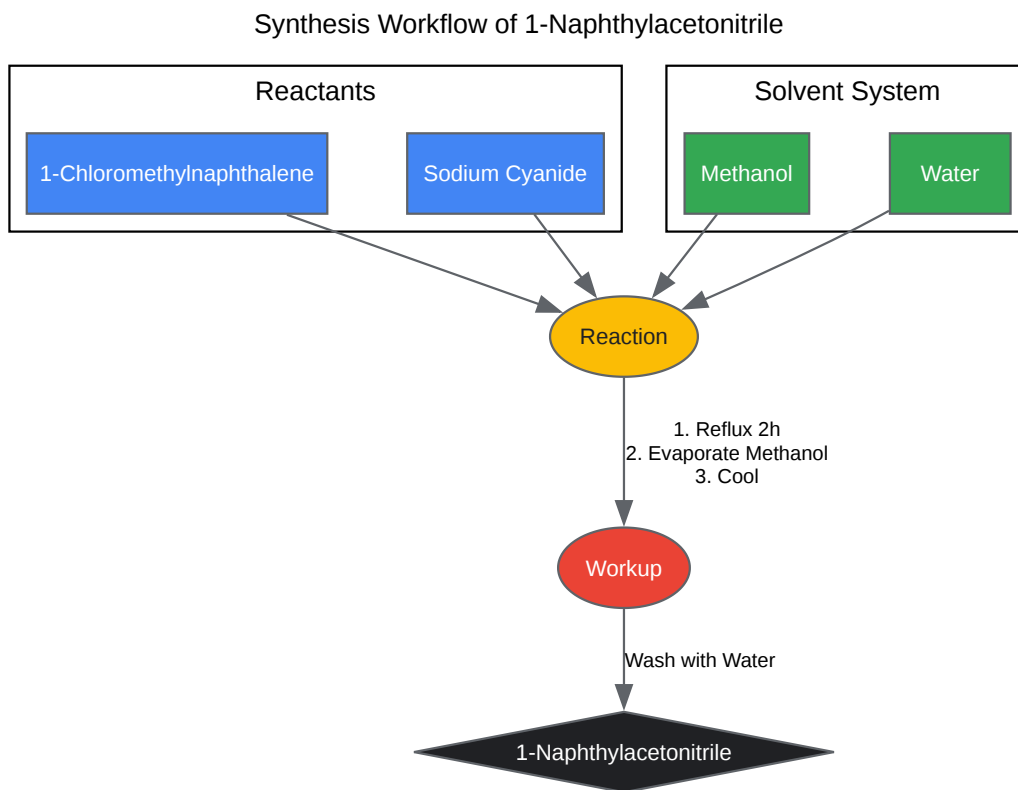 Synthesis Workflow of 1-Naphthylacetonitrile
Reactants
Solvent System
1-Chloromethylnaphthalene
Sodium Cyanide
Methanol
Water
Reaction
1. Reflux 2h
2. Evaporate Methanol
3. Cool
Workup
Wash with Water
1-Naphthylacetonitrile